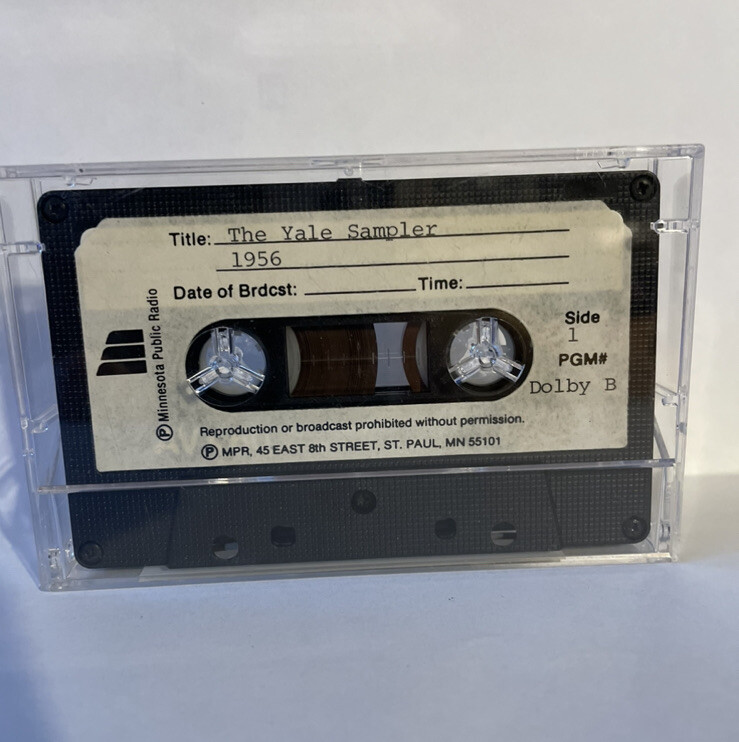 Title: The Yale Sampler
1956
Date of Brdcst: Time:
Ⓟ Minnesota Public Radio
Side
1
PGM#
Dolby B
Reproduction or broadcast prohibited without permission.
Ⓟ MPR, 45 EAST 8th STREET, ST. PAUL, MN 55101